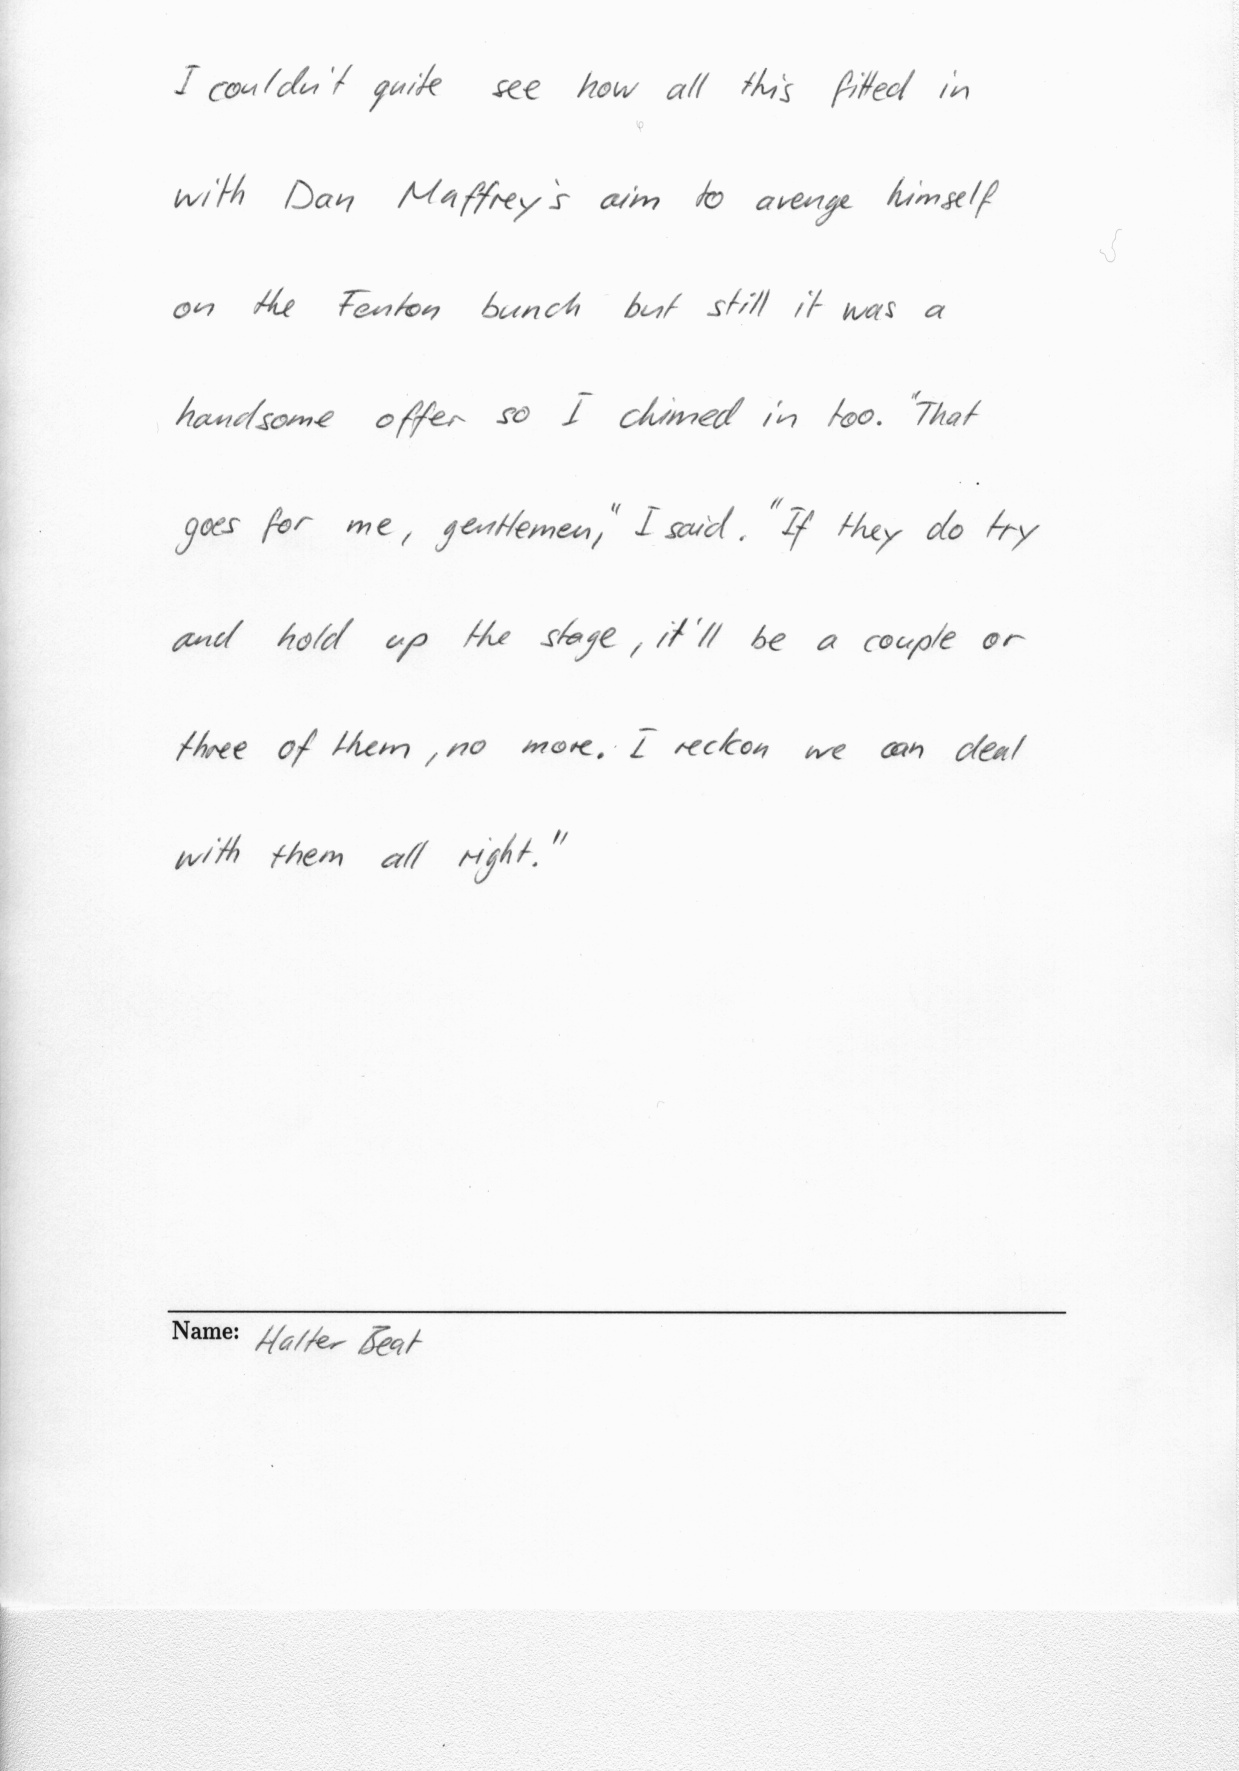 I couldn't quite see how all this fitted in
with Dan Maffrey's aim to avenge himself
on the Fenton bunch but still it was a
handsome offer so I chimed in too. "That
goes for me, gentlemen," I said. "If they do try
and hold up the stage, it'll be a couple or
three of them, no more. I reckon we can deal
with them all right."
Name: Halter Beat